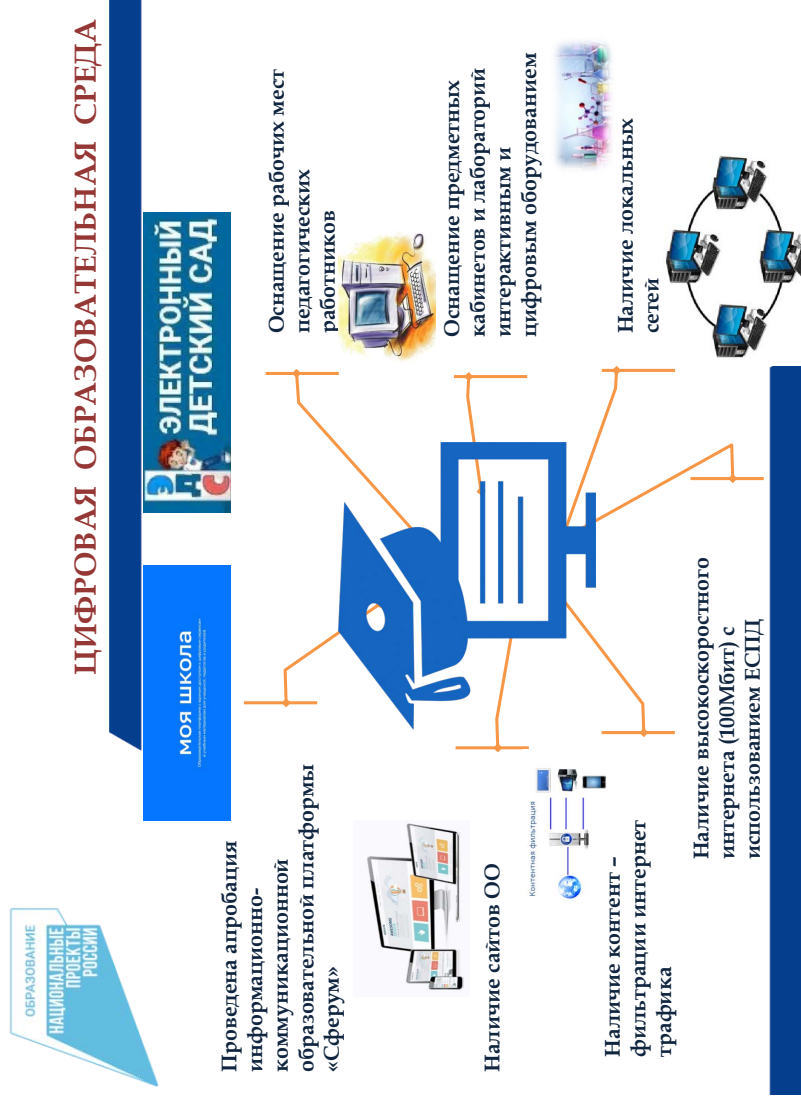 ОБРАЗОВАНИЕ
НАЦИОНАЛЬНЫЕ
ПРОЕКТЫ
РОССИИ
ЦИФРОВАЯ ОБРАЗОВАТЕЛЬНАЯ СРЕДА
МОЯ ШКОЛА
ЭДС
ЭЛЕКТРОННЫЙ
ДЕТСКИЙ САД
Проведена апробация
информационно-
коммуникационной
образовательной платформы
«Сферум»
Оснащение рабочих мест
педагогических
работников
Наличие сайтов ОО
Оснащение предметных
кабинетов и лабораторий
интерактивным и
цифровым оборудованием
Контентная фильтрация
Наличие контент –
фильтрации интернет
трафика
Наличие локальных
сетей
Наличие высокоскоростного
интернета (100Мбит) с
использованием ЕСПД